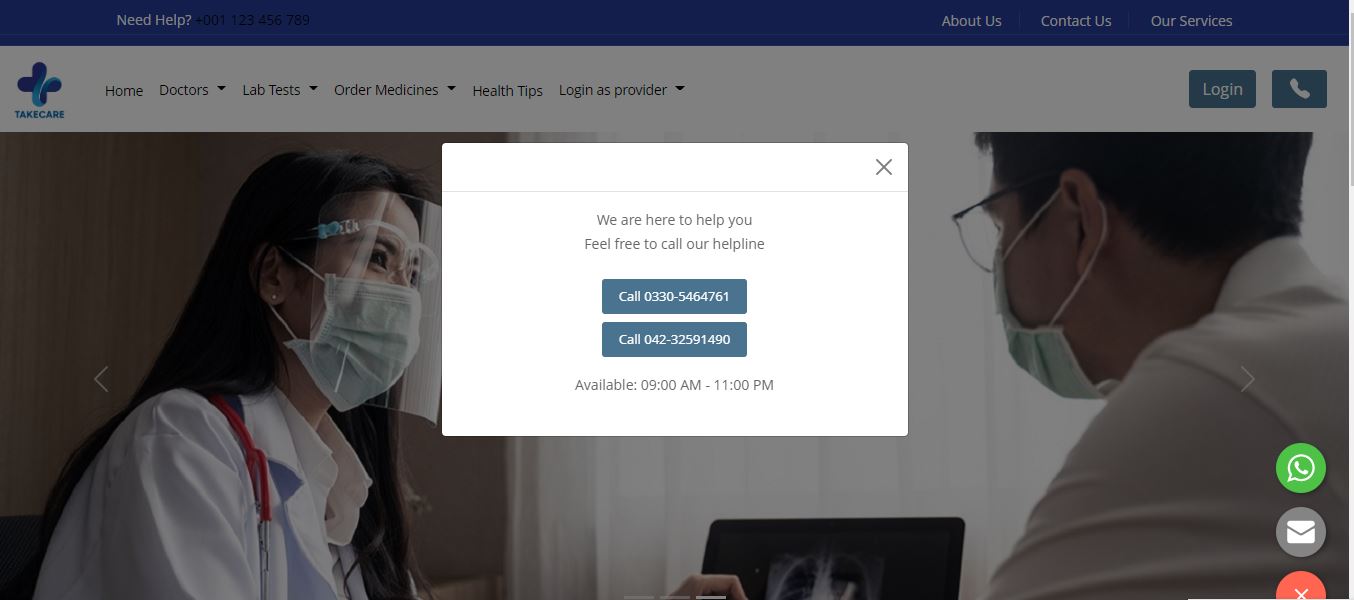 Need Help? +001 123 456 789
About Us
Contact Us
Our Services
TAKECARE
Home
Doctors
Lab Tests
Order Medicines
Health Tips
Login as provider
Login
We are here to help you
Feel free to call our helpline
Call 0330-5464761
Call 042-32591490
Available: 09:00 AM - 11:00 PM